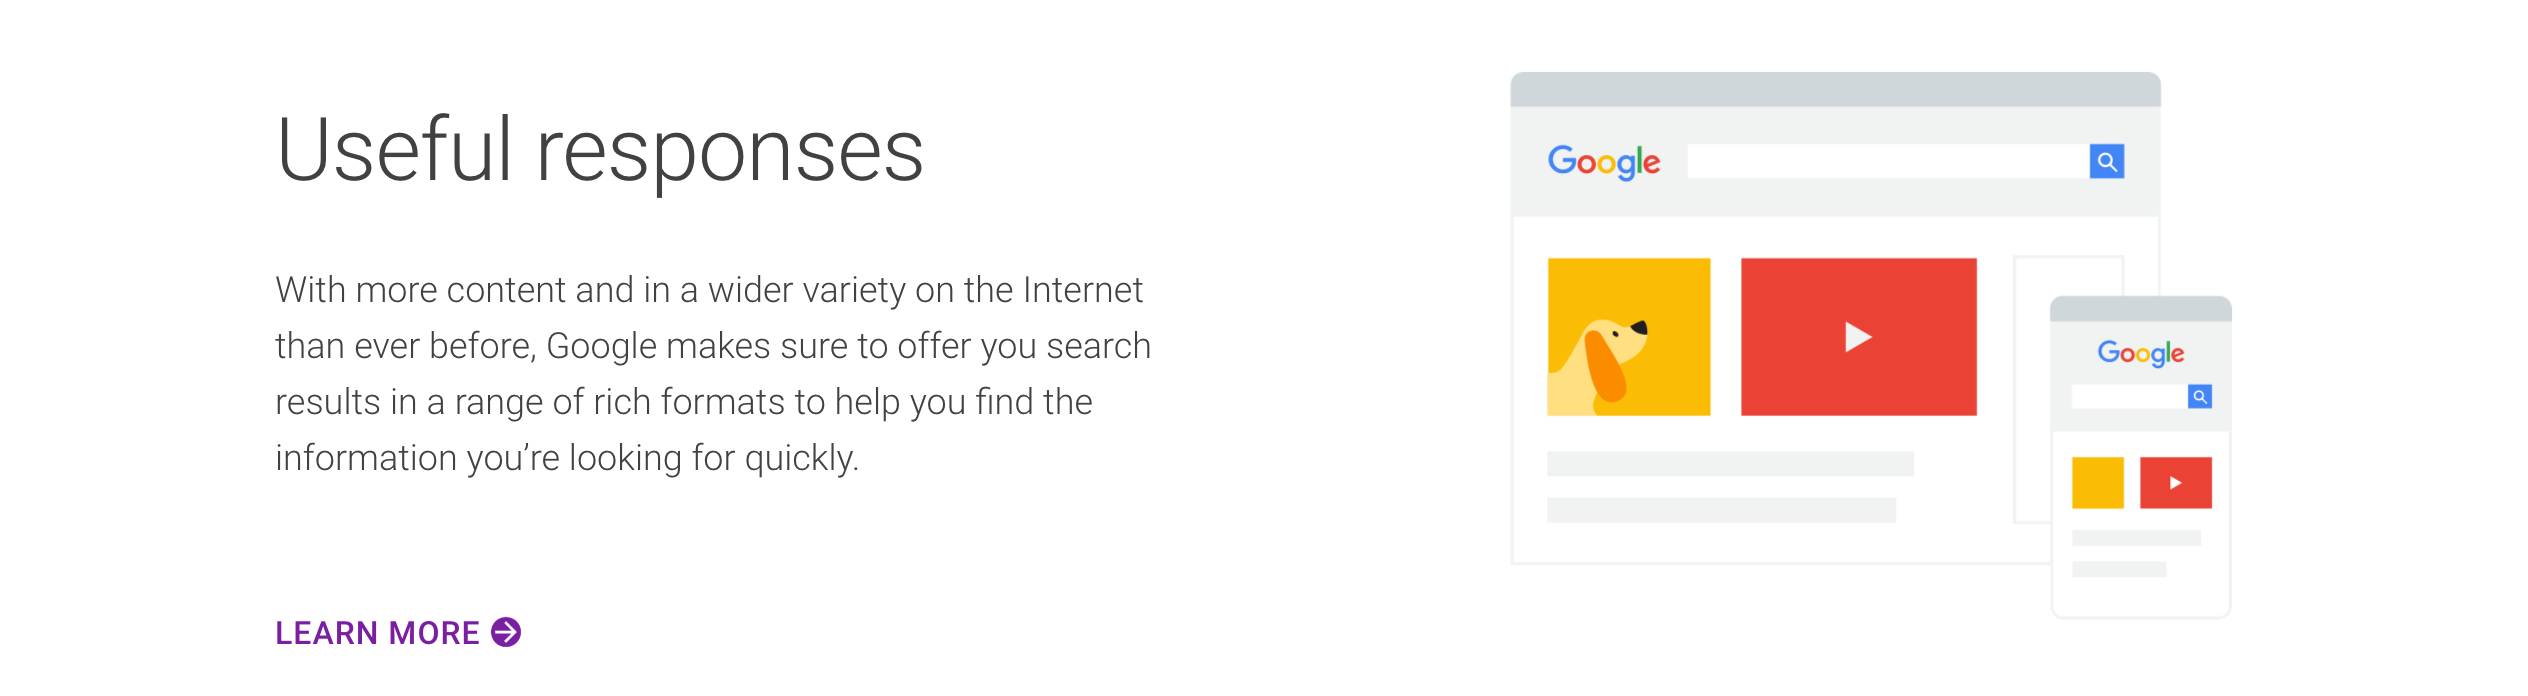 Useful responses
With more content and in a wider variety on the Internet
than ever before, Google makes sure to offer you search
results in a range of rich formats to help you find the
information you’re looking for quickly.
LEARN MORE
Google
Google